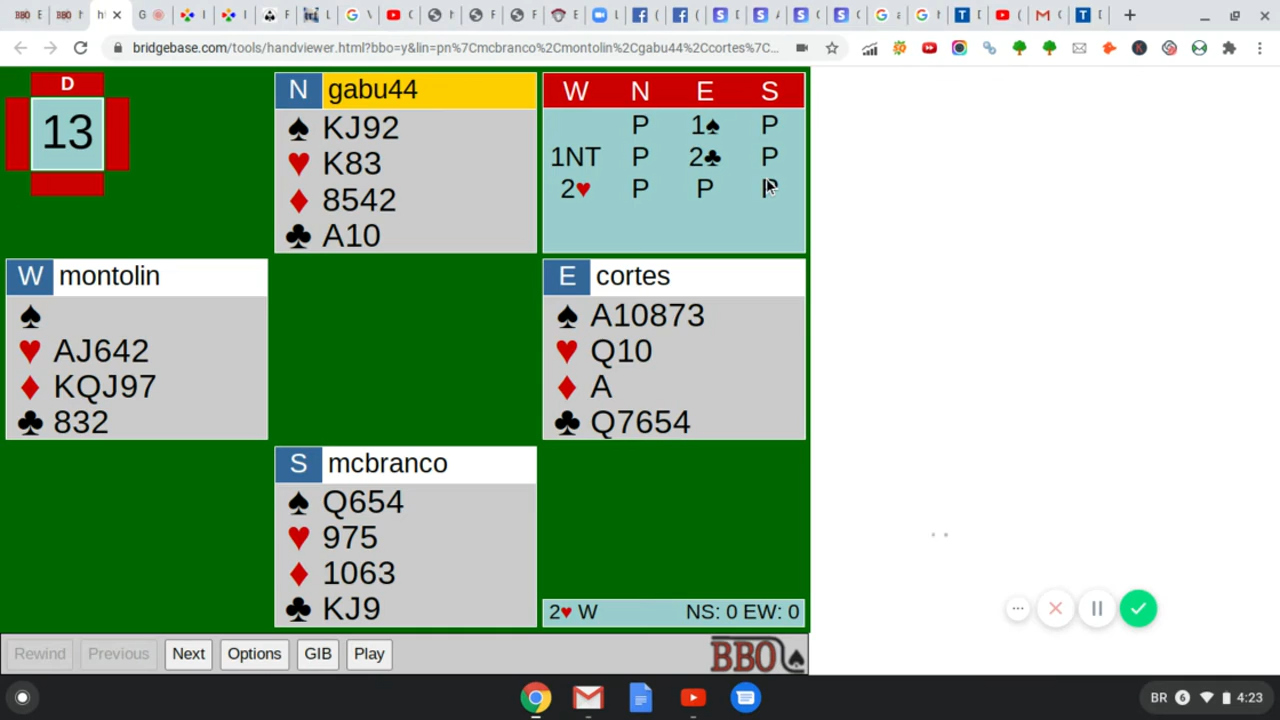 bridgebase.com/tools/handviewer.html?bbo=y&lin=pn%7Cmcbranco%2Cmontolin%2Cgabu44%2Ccortes%7C...
D
13
N gabu44
♠ KJ92
♥ K83
♦ 8542
♣ A10
W N E S
P 1♠ P
1NT P 2♣ P
2♥ P P P
W montolin
♠
♥ AJ642
♦ KQJ97
♣ 832
E cortes
♠ A10873
♥ Q10
♦ A
♣ Q7654
S mcbranco
♠ Q654
♥ 975
♦ 1063
♣ KJ9
2♥ W NS: 0 EW: 0
Rewind Previous Next Options GIB Play BBO
BR 6 4:23